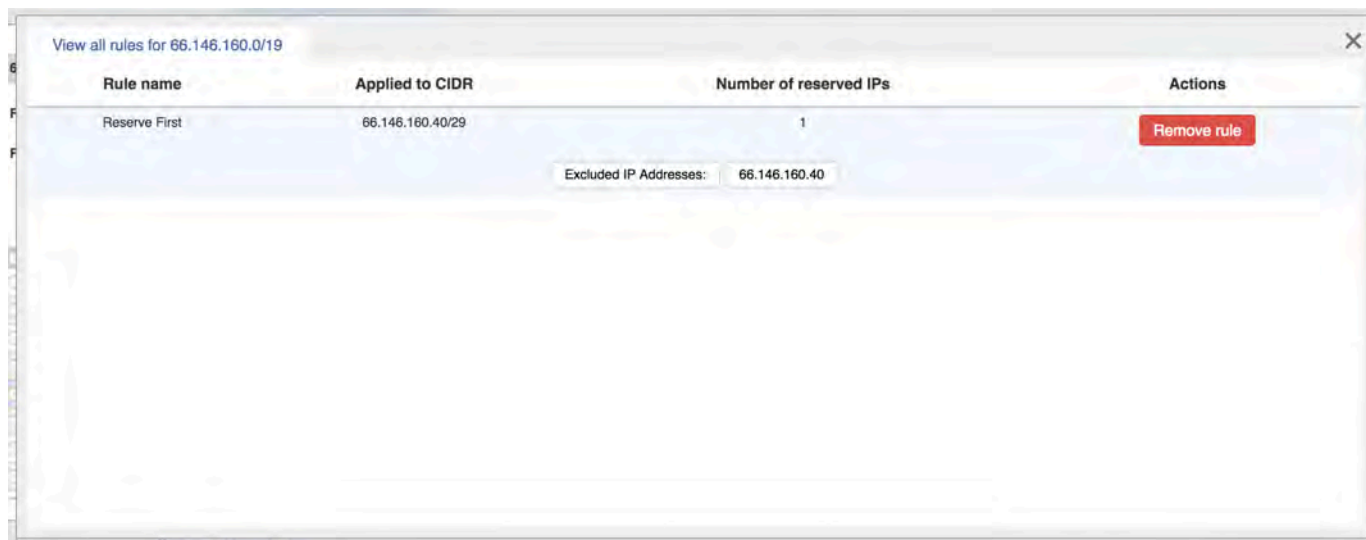 View all rules for 66.146.160.0/19
Rule name Applied to CIDR Number of reserved IPs Actions
Reserve First 66.146.160.40/29 1 Remove rule
Excluded IP Addresses: 66.146.160.40